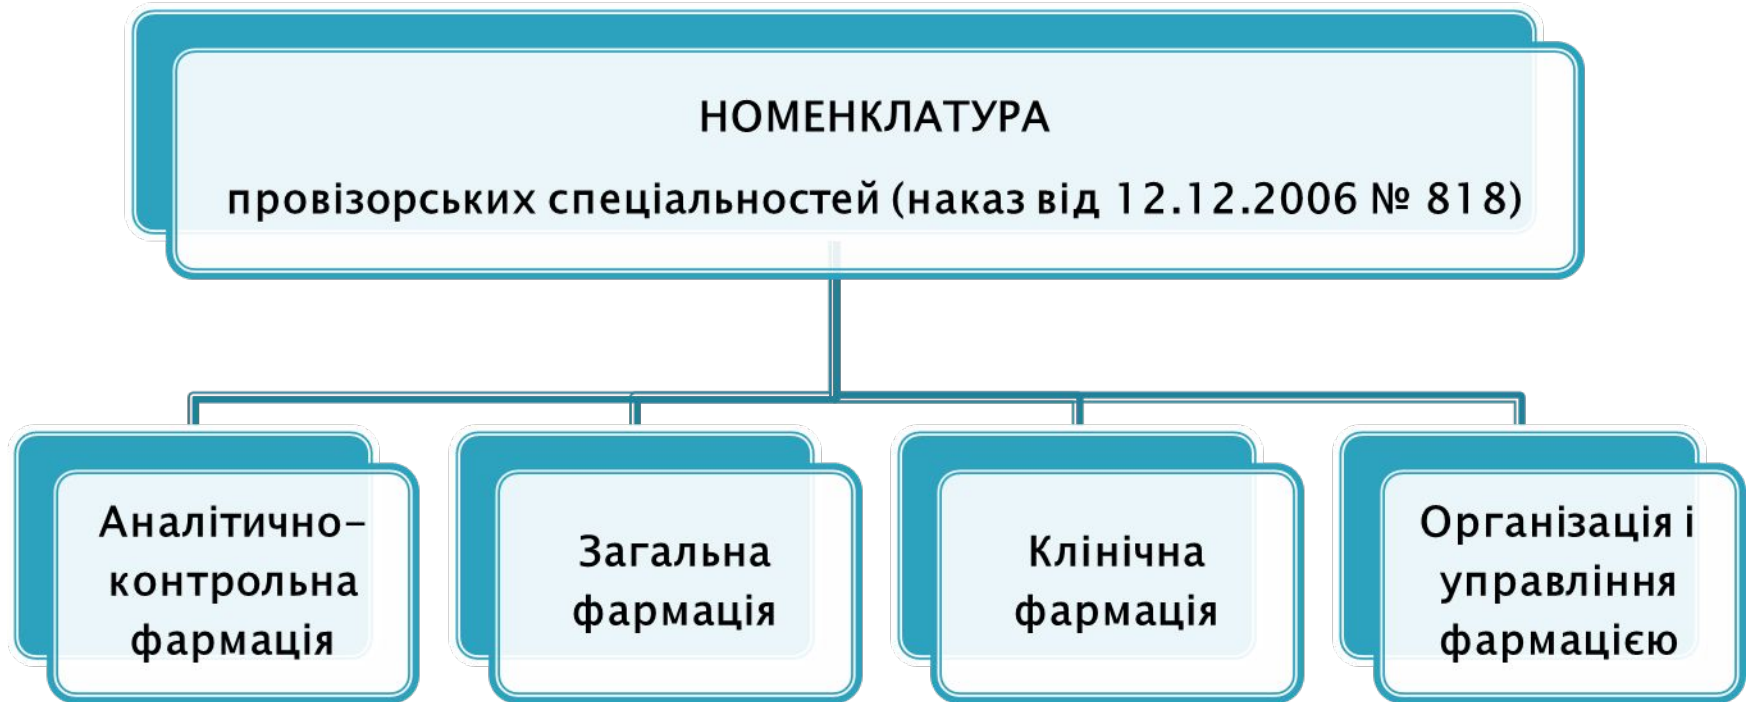 НОМЕНКЛАТУРА
провізорських спеціальностей (наказ від 12.12.2006 № 818)
Аналітично-
контрольна
фармація
Загальна
фармація
Клінічна
фармація
Організація і
управління
фармацією